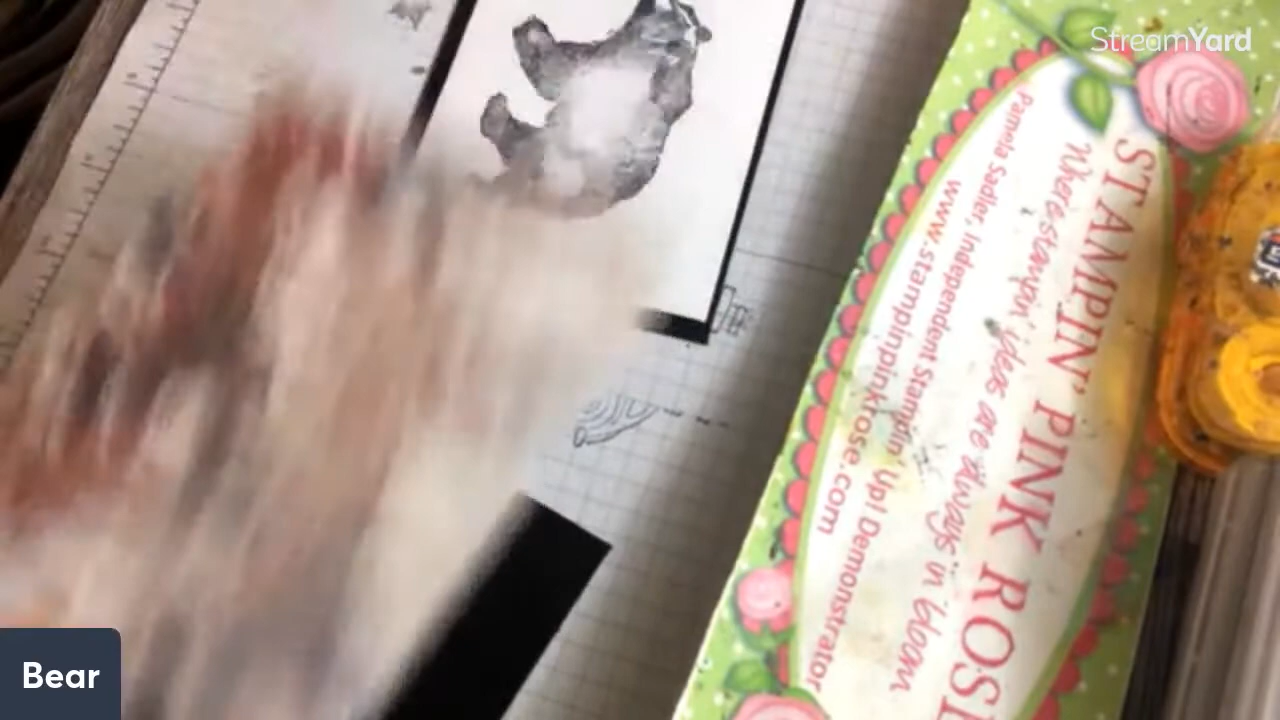 StreamYard
STAMPIN' PINK ROSE
where stampin' ideas are always in bloom
Pamela Sadler, Independent Stampin' Up! Demonstrator
www.stampinpinkrose.com
Bear